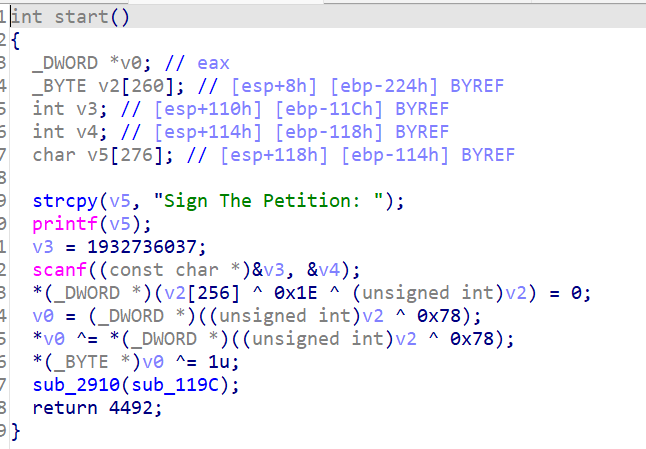 1 int start()
2 {
3 _DWORD *v0; // eax
4 _BYTE v2[260]; // [esp+8h] [ebp-224h] BYREF
5 int v3; // [esp+110h] [ebp-11Ch] BYREF
6 int v4; // [esp+114h] [ebp-118h] BYREF
7 char v5[276]; // [esp+118h] [ebp-114h] BYREF
8
9 strcpy(v5, "Sign The Petition: ");
0 printf(v5);
1 v3 = 1932736037;
2 scanf((const char *)&v3, &v4);
3 *(_DWORD *)(v2[256] ^ 0x1E ^ (unsigned int)v2) = 0;
4 v0 = (_DWORD *)((unsigned int)v2 ^ 0x78);
5 *v0 ^= *(_DWORD *)((unsigned int)v2 ^ 0x78);
6 *(_BYTE *)v0 ^= 1u;
7 sub_2910(sub_119C);
8 return 4492;
9 }